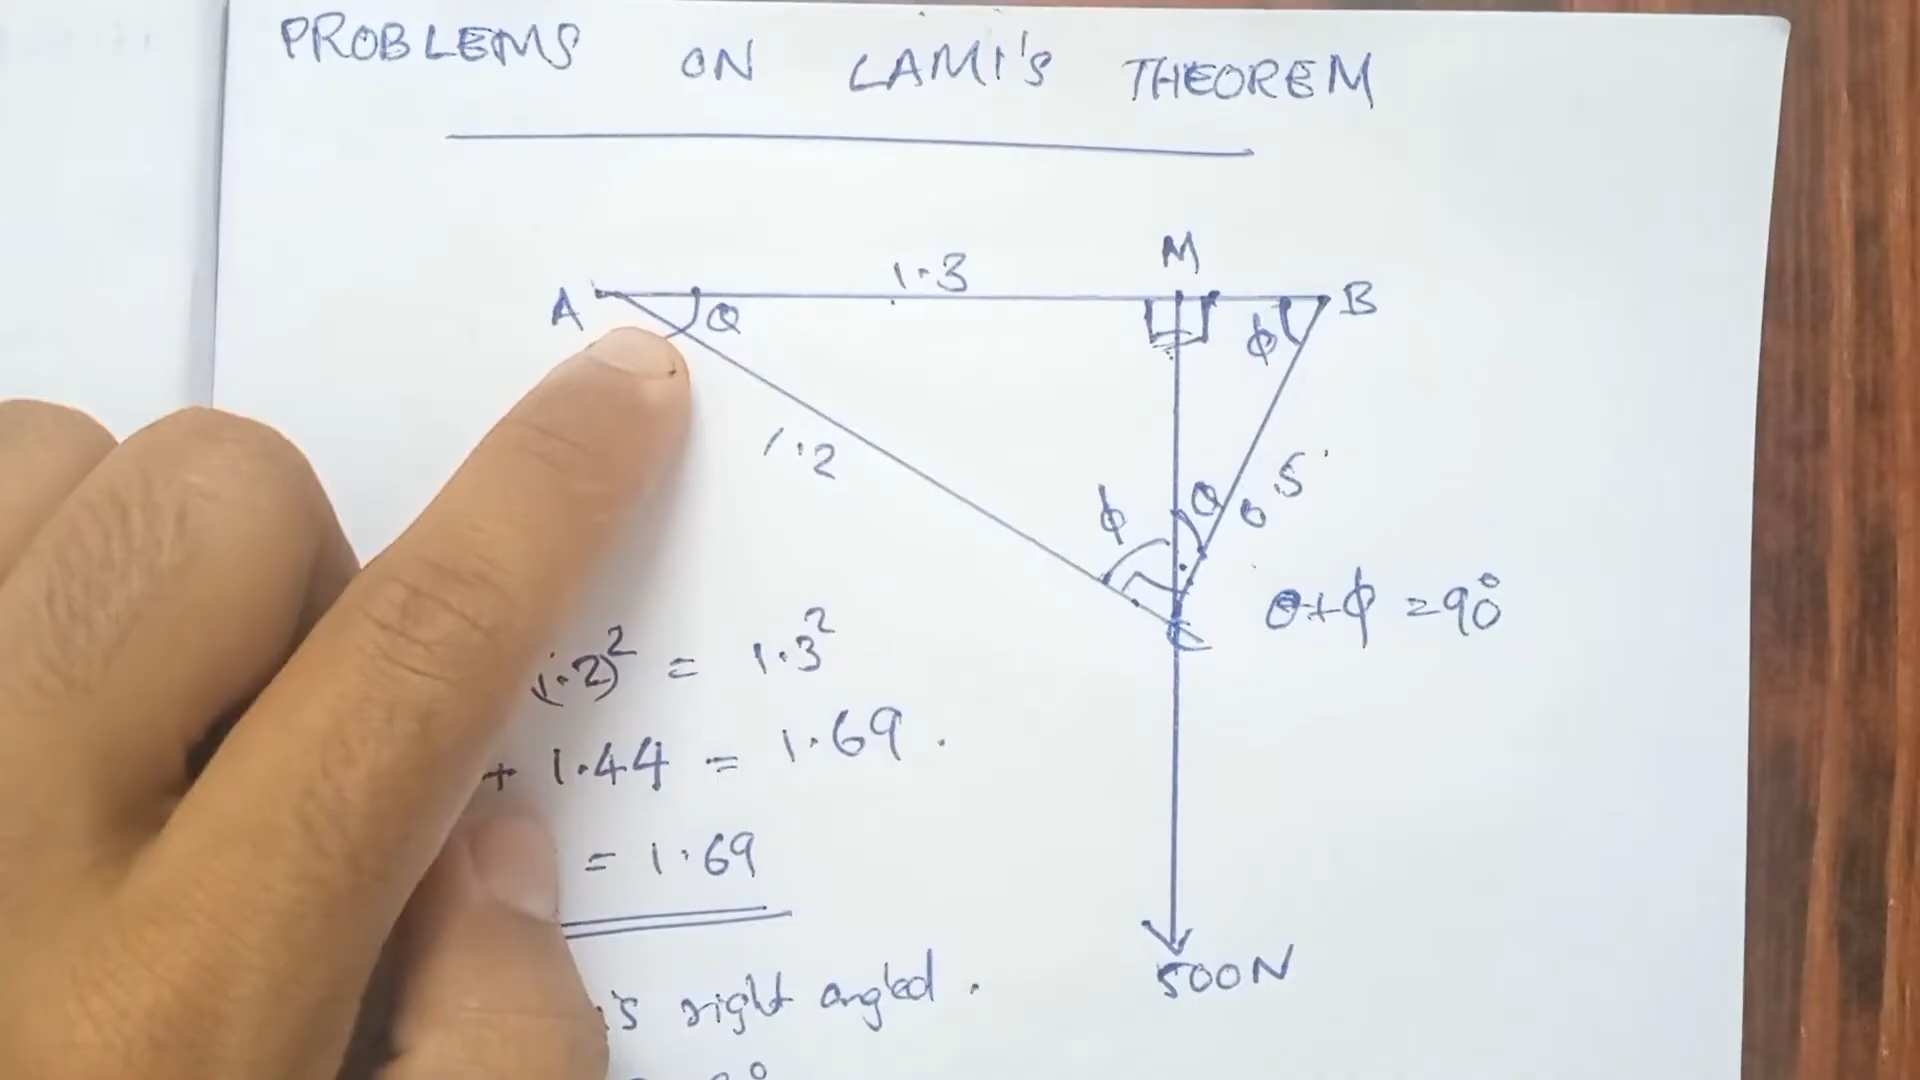 PROBLEMS ON LAMI'S THEOREM
M
1.3
A θ φ B
1.2
.5
φ θ 0
θ+φ = 90°
C
(1.2)² = 1.3²
+ 1.44 = 1.69.
= 1.69
500N
is right angled.